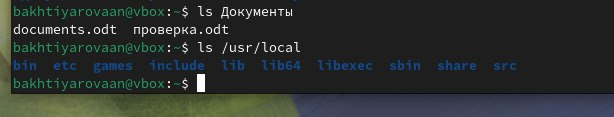 bakhtiyarovaan@vbox:~$ ls Документы
documents.odt  проверка.odt
bakhtiyarovaan@vbox:~$ ls /usr/local
bin  etc  games  include  lib  lib64  libexec  sbin  share  src
bakhtiyarovaan@vbox:~$